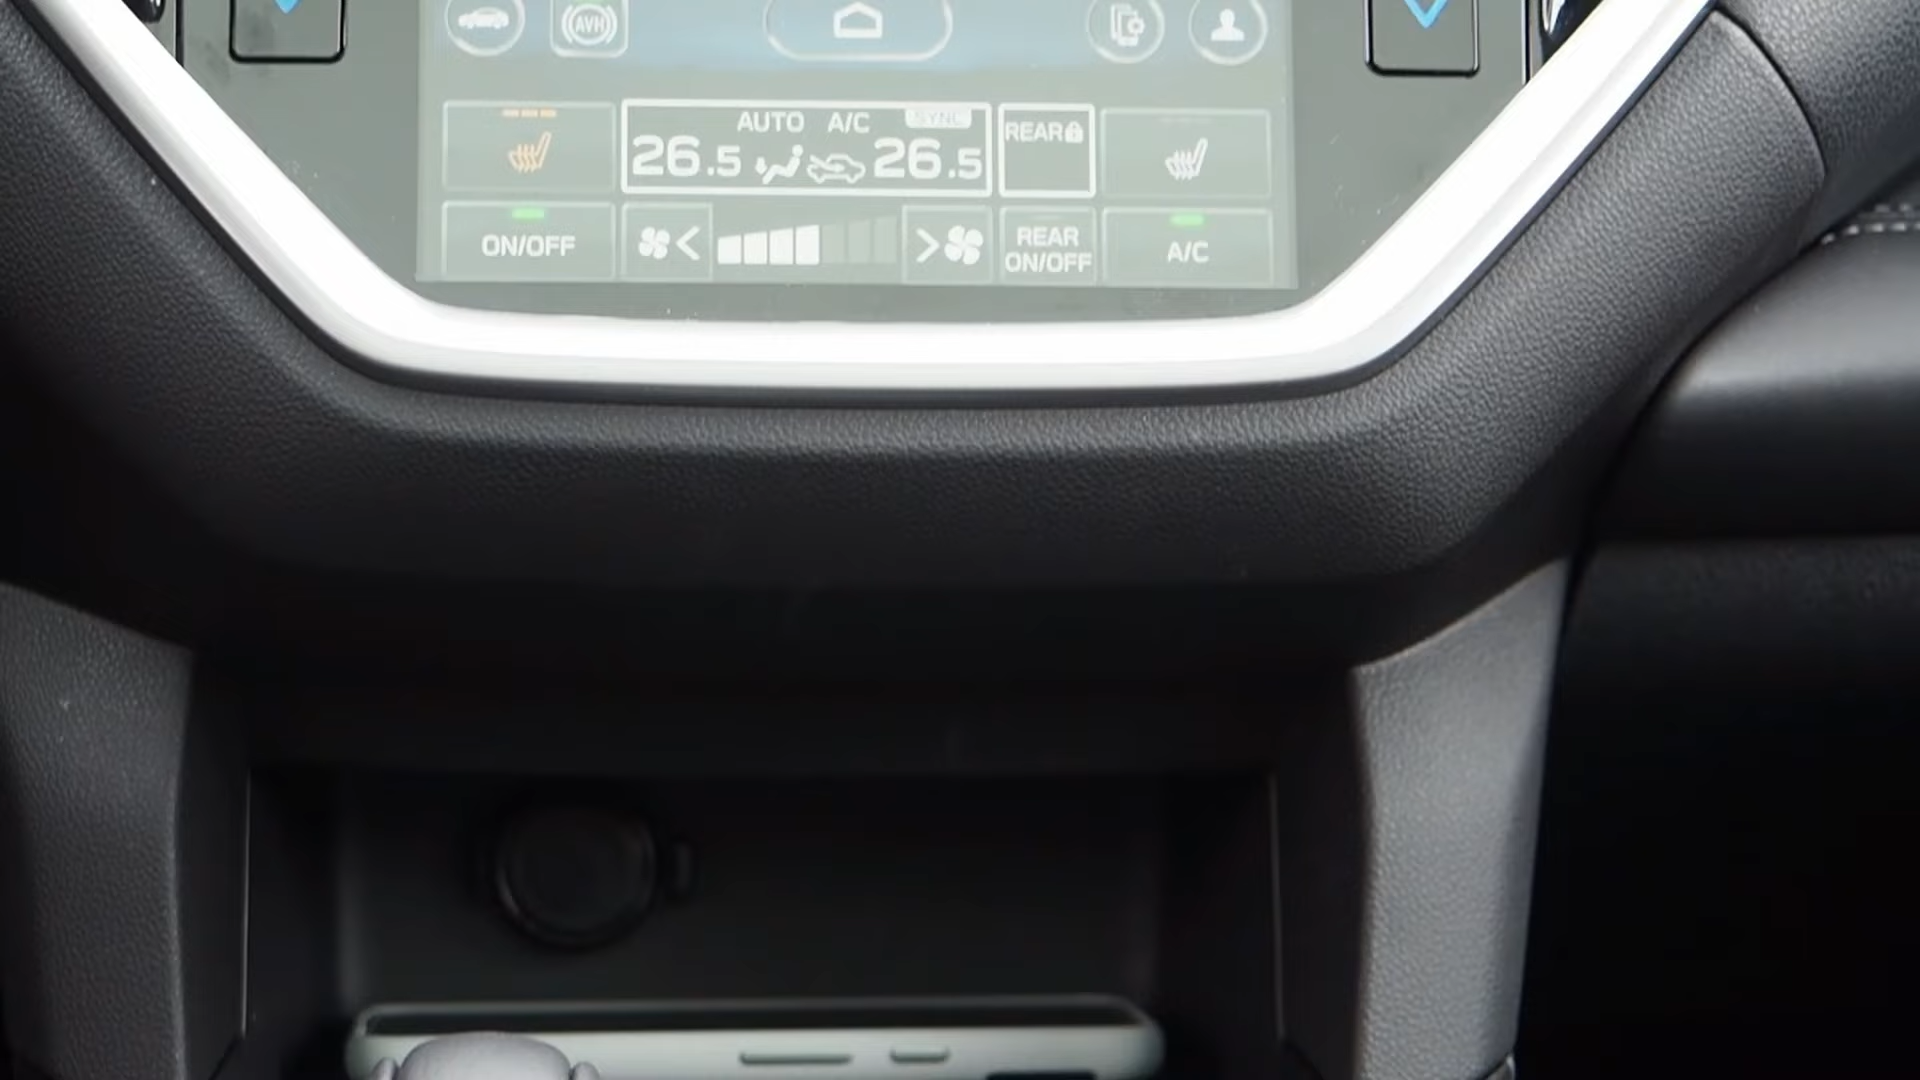 AVH
AUTO A/C SYNC
26.5 26.5
REAR
ON/OFF
REAR
ON/OFF
A/C